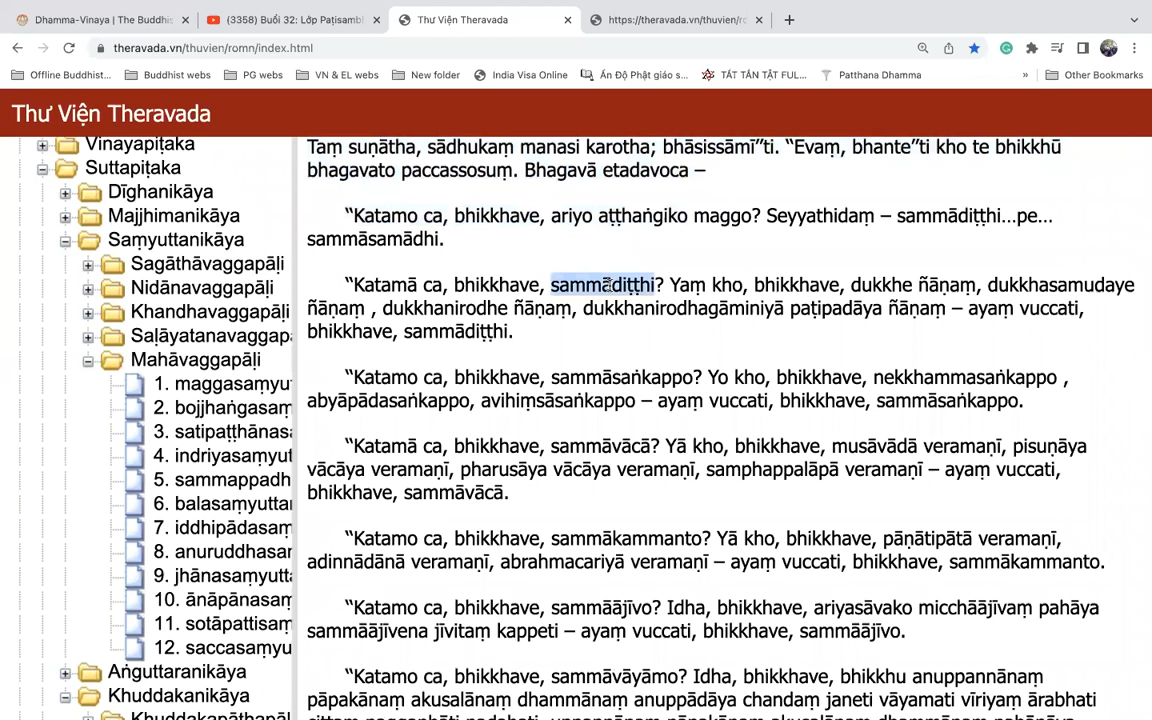 Dhamma-Vinaya | The Buddhis
(3358) Buổi 32: Lớp Paṭisambl
Thư Viện Theravada
https://theravada.vn/thuvien/ro
theravada.vn/thuvien/romn/index.html
Offline Buddhist...
Buddhist webs
PG webs
VN & EL webs
New folder
India Visa Online
Ấn Độ Phật giáo s...
TẤT TẦN TẬT FUL...
Patthana Dhamma
»
Other Bookmarks
Thư Viện Theravada
Vinayapiṭaka
Suttapiṭaka
Dīghanikāya
Majjhimanikāya
Saṃyuttanikāya
Sagāthāvaggapāḷi
Nidānavaggapāḷi
Khandhavaggapāḷi
Saḷāyatanavaggap
Mahāvaggapāḷi
1. maggasaṃyut
2. bojjhaṅgasaṃ
3. satipaṭṭhānasa
4. indriyasaṃyut
5. sammappadh
6. balasaṃyuttar
7. iddhipādasaṃ
8. anuruddhasaṃ
9. jhānasaṃyutta
10. ānāpānasaṃ
11. sotāpattisaṃ
12. saccasaṃyu
Aṅguttaranikāya
Khuddakanikāya
Khuddakapāṭhapāḷi
Taṃ suṇātha, sādhukaṃ manasi karotha; bhāsissāmī”ti. “Evaṃ, bhante”ti kho te bhikkhū
bhagavato paccassosuṃ. Bhagavā etadavoca –
“Katamo ca, bhikkhave, ariyo aṭṭhaṅgiko maggo? Seyyathidaṃ – sammādiṭṭhi…pe…
sammāsamādhi.
“Katamā ca, bhikkhave, sammādiṭṭhi? Yaṃ kho, bhikkhave, dukkhe ñāṇaṃ, dukkhasamudaye
ñāṇaṃ , dukkhanirodhe ñāṇaṃ, dukkhanirodhagāminiyā paṭipadāya ñāṇaṃ – ayaṃ vuccati,
bhikkhave, sammādiṭṭhi.
“Katamo ca, bhikkhave, sammāsaṅkappo? Yo kho, bhikkhave, nekkhammasaṅkappo ,
abyāpādasaṅkappo, avihiṃsāsaṅkappo – ayaṃ vuccati, bhikkhave, sammāsaṅkappo.
“Katamā ca, bhikkhave, sammāvācā? Yā kho, bhikkhave, musāvādā veramaṇī, pisuṇāya
vācāya veramaṇī, pharusāya vācāya veramaṇī, samphappalāpā veramaṇī – ayaṃ vuccati,
bhikkhave, sammāvācā.
“Katamo ca, bhikkhave, sammākammanto? Yā kho, bhikkhave, pāṇātipātā veramaṇī,
adinnādānā veramaṇī, abrahmacariyā veramaṇī – ayaṃ vuccati, bhikkhave, sammākammanto.
“Katamo ca, bhikkhave, sammāājīvo? Idha, bhikkhave, ariyasāvako micchāājīvaṃ pahāya
sammāājīvena jīvitaṃ kappeti – ayaṃ vuccati, bhikkhave, sammāājīvo.
“Katamo ca, bhikkhave, sammāvāyāmo? Idha, bhikkhave, bhikkhu anuppannānaṃ
pāpakānaṃ akusalānaṃ dhammānaṃ anuppādāya chandaṃ janeti vāyamati vīriyaṃ ārabhati